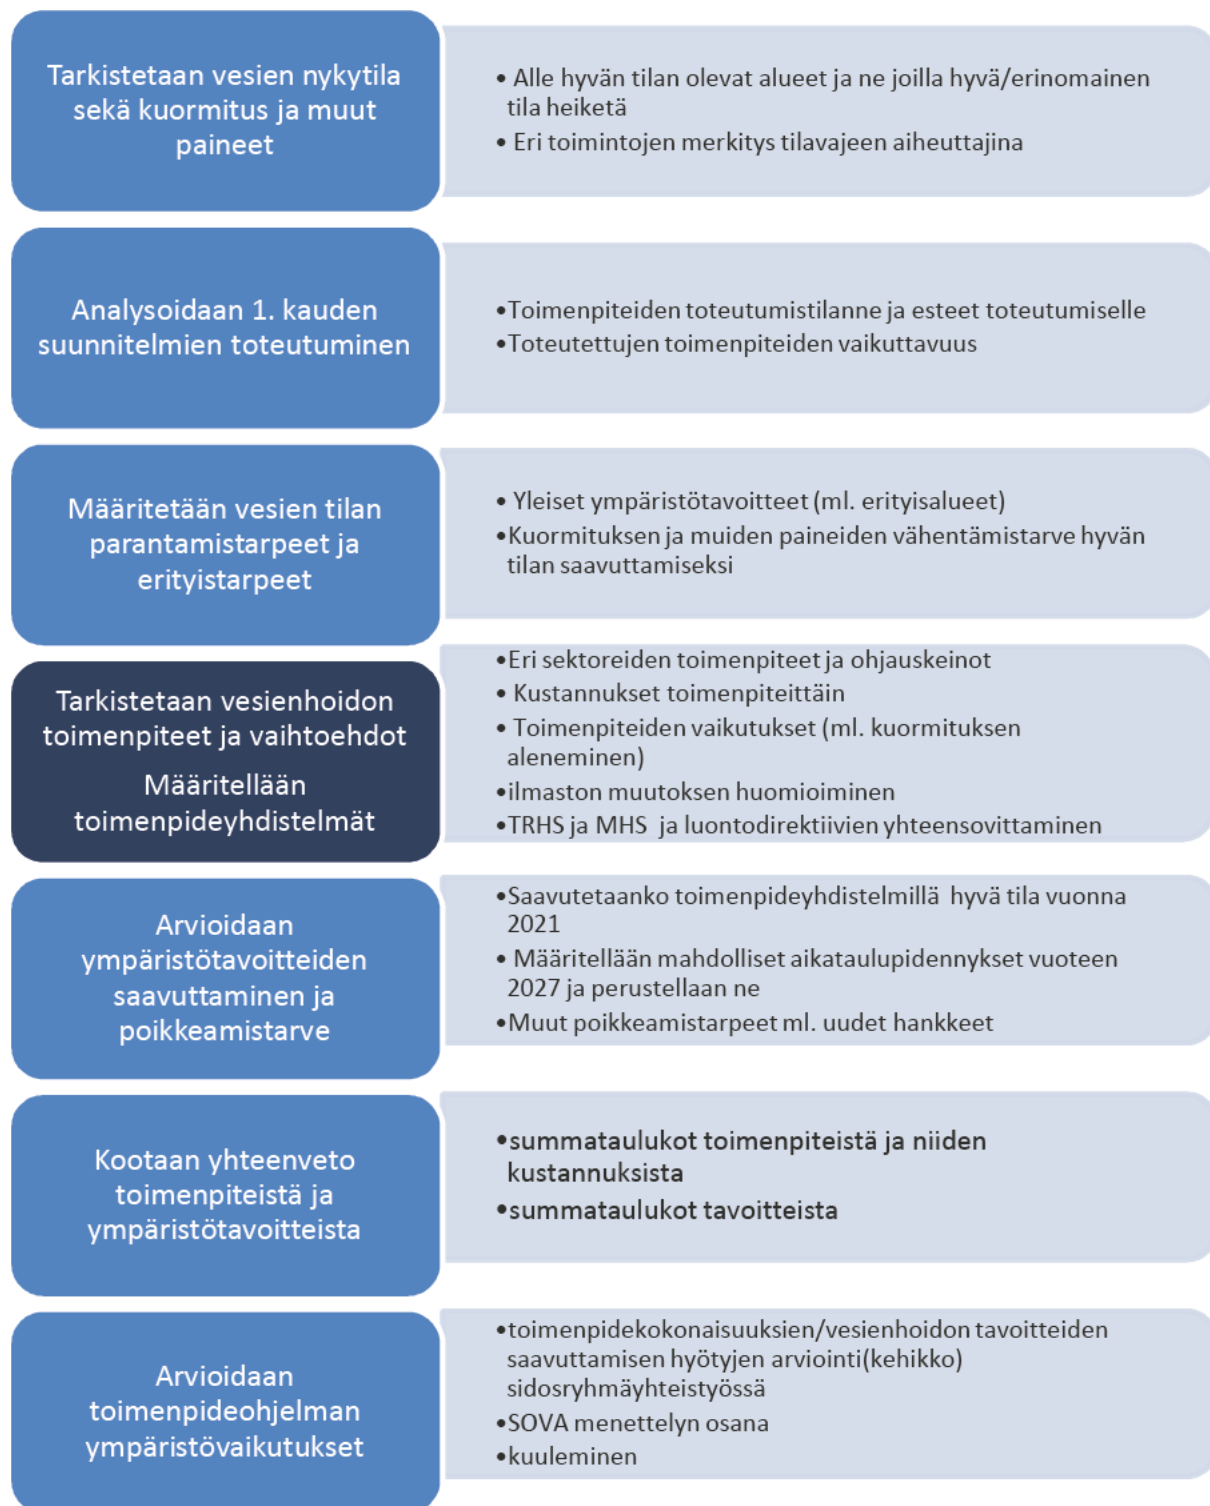 Tarkistetaan vesien nykytila
sekä kuormitus ja muut
paineet
• Alle hyvän tilan olevat alueet ja ne joilla hyvä/erinomainen
tila heiketä
• Eri toimintojen merkitys tilavajeen aiheuttajina
Analysoidaan 1. kauden
suunnitelmien toteutuminen
•Toimenpiteiden toteutumistilanne ja esteet toteutumiselle
•Toteutettujen toimenpiteiden vaikuttavuus
Määritetään vesien tilan
parantamistarpeet ja
erityistarpeet
• Yleiset ympäristötavoitteet (ml. erityisalueet)
•Kuormituksen ja muiden paineiden vähentämistarve hyvän
tilan saavuttamiseksi
Tarkistetaan vesienhoidon
toimenpiteet ja vaihtoehdot
Määritellään
toimenpideyhdistelmät
•Eri sektoreiden toimenpiteet ja ohjauskeinot
• Kustannukset toimenpiteittäin
• Toimenpiteiden vaikutukset (ml. kuormituksen
aleneminen)
•ilmaston muutoksen huomioiminen
•TRHS ja MHS ja luontodirektiivien yhteensovittaminen
Arvioidaan
ympäristötavoitteiden
saavuttaminen ja
poikkeamistarve
•Saavutetaanko toimenpideyhdistelmillä hyvä tila vuonna
2021
• Määritellään mahdolliset aikataulupidennykset vuoteen
2027 ja perustellaan ne
•Muut poikkeamistarpeet ml. uudet hankkeet
Kootaan yhteenveto
toimenpiteistä ja
ympäristötavoitteista
•summataulukot toimenpiteistä ja niiden
kustannuksista
•summataulukot tavoitteista
Arvioidaan
toimenpideohjelman
ympäristövaikutukset
•toimenpidekokonaisuuksien/vesienhoidon tavoitteiden
saavuttamisen hyötyjen arviointi(kehikko)
sidosryhmäyhteistyössä
•SOVA menettelyn osana
•kuuleminen